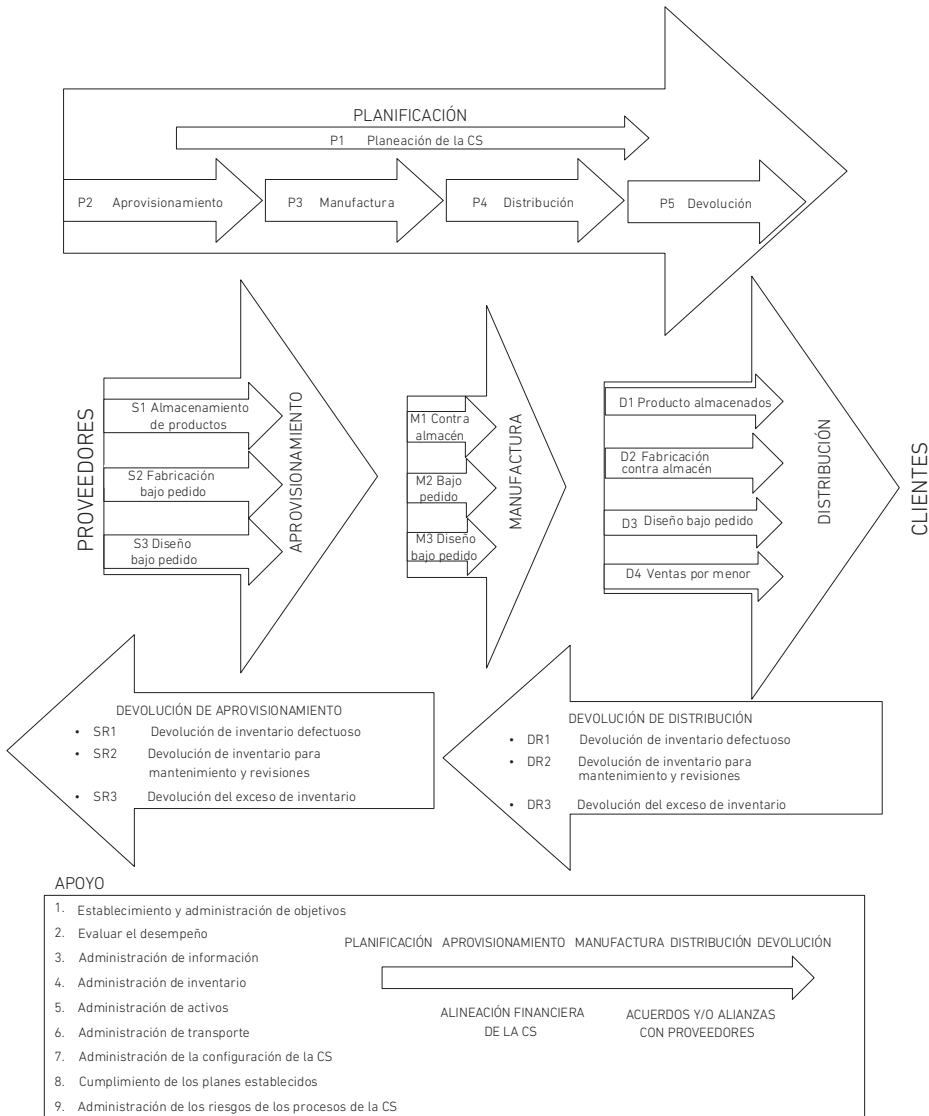 PLANIFICACIÓN
P1 Planeación de la CS
P2 Aprovisionamiento
P3 Manufactura
P4 Distribución
P5 Devolución
PROVEEDORES
S1 Almacenamiento
de productos
S2 Fabricación
bajo pedido
S3 Diseño
bajo pedido
APROVISIONAMIENTO
M1 Contra
almacén
M2 Bajo
pedido
M3 Diseño
bajo pedido
MANUFACTURA
D1 Producto almacenados
D2 Fabricación
contra almacén
D3 Diseño bajo pedido
D4 Ventas por menor
DISTRIBUCIÓN
CLIENTES
DEVOLUCIÓN DE APROVISIONAMIENTO
• SR1 Devolución de inventario defectuoso
• SR2 Devolución de inventario para
mantenimiento y revisiones
• SR3 Devolución del exceso de inventario
DEVOLUCIÓN DE DISTRIBUCIÓN
• DR1 Devolución de inventario defectuoso
• DR2 Devolución de inventario para
mantenimiento y revisiones
• DR3 Devolución del exceso de inventario
APOYO
1. Establecimiento y administración de objetivos
2. Evaluar el desempeño
3. Administración de información
4. Administración de inventario
5. Administración de activos
6. Administración de transporte
7. Administración de la configuración de la CS
8. Cumplimiento de los planes establecidos
9. Administración de los riesgos de los procesos de la CS
PLANIFICACIÓN APROVISIONAMIENTO MANUFACTURA DISTRIBUCIÓN DEVOLUCIÓN
ALINEACIÓN FINANCIERA
DE LA CS
ACUERDOS Y/O ALIANZAS
CON PROVEEDORES